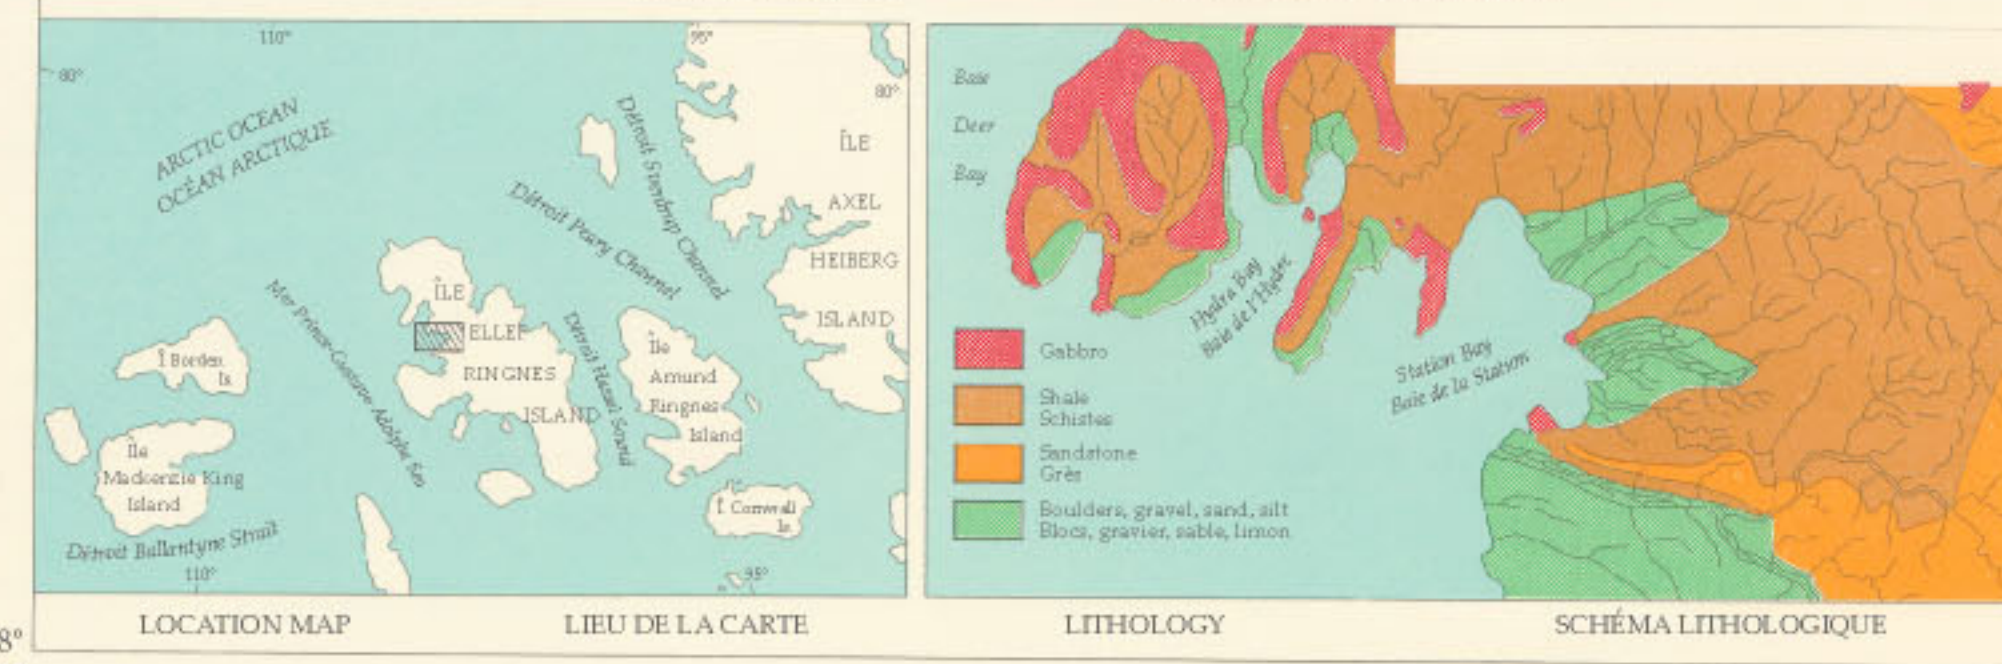 110°
95°
80°
80°
ARCTIC OCEAN
OCÉAN ARCTIQUE
Détroit Sverdrup Channel
Détroit Peary Channel
ÎLE
AXEL
HEIBERG
ISLAND
Mer Prince-Gustave-Adolphe Sea
ÎLE
ELLEF
RINGNES
ISLAND
Détroit Hassel Sound
Île
Amund
Ringnes
Island
Î. Borden
Is.
Île
Mackenzie King
Island
Î. Cornwall
Is.
Détroit Ballantyne Strait
110°
95°
LOCATION MAP
LIEU DE LA CARTE
8°
Baie
Deer
Bay
Hydra Bay
Baie de l'Hydre
Station Bay
Baie de la Station
Gabbro
Shale
Schistes
Sandstone
Grès
Boulders, gravel, sand, silt
Blocs, gravier, sable, limon
LITHOLOGY
SCHÉMA LITHOLOGIQUE